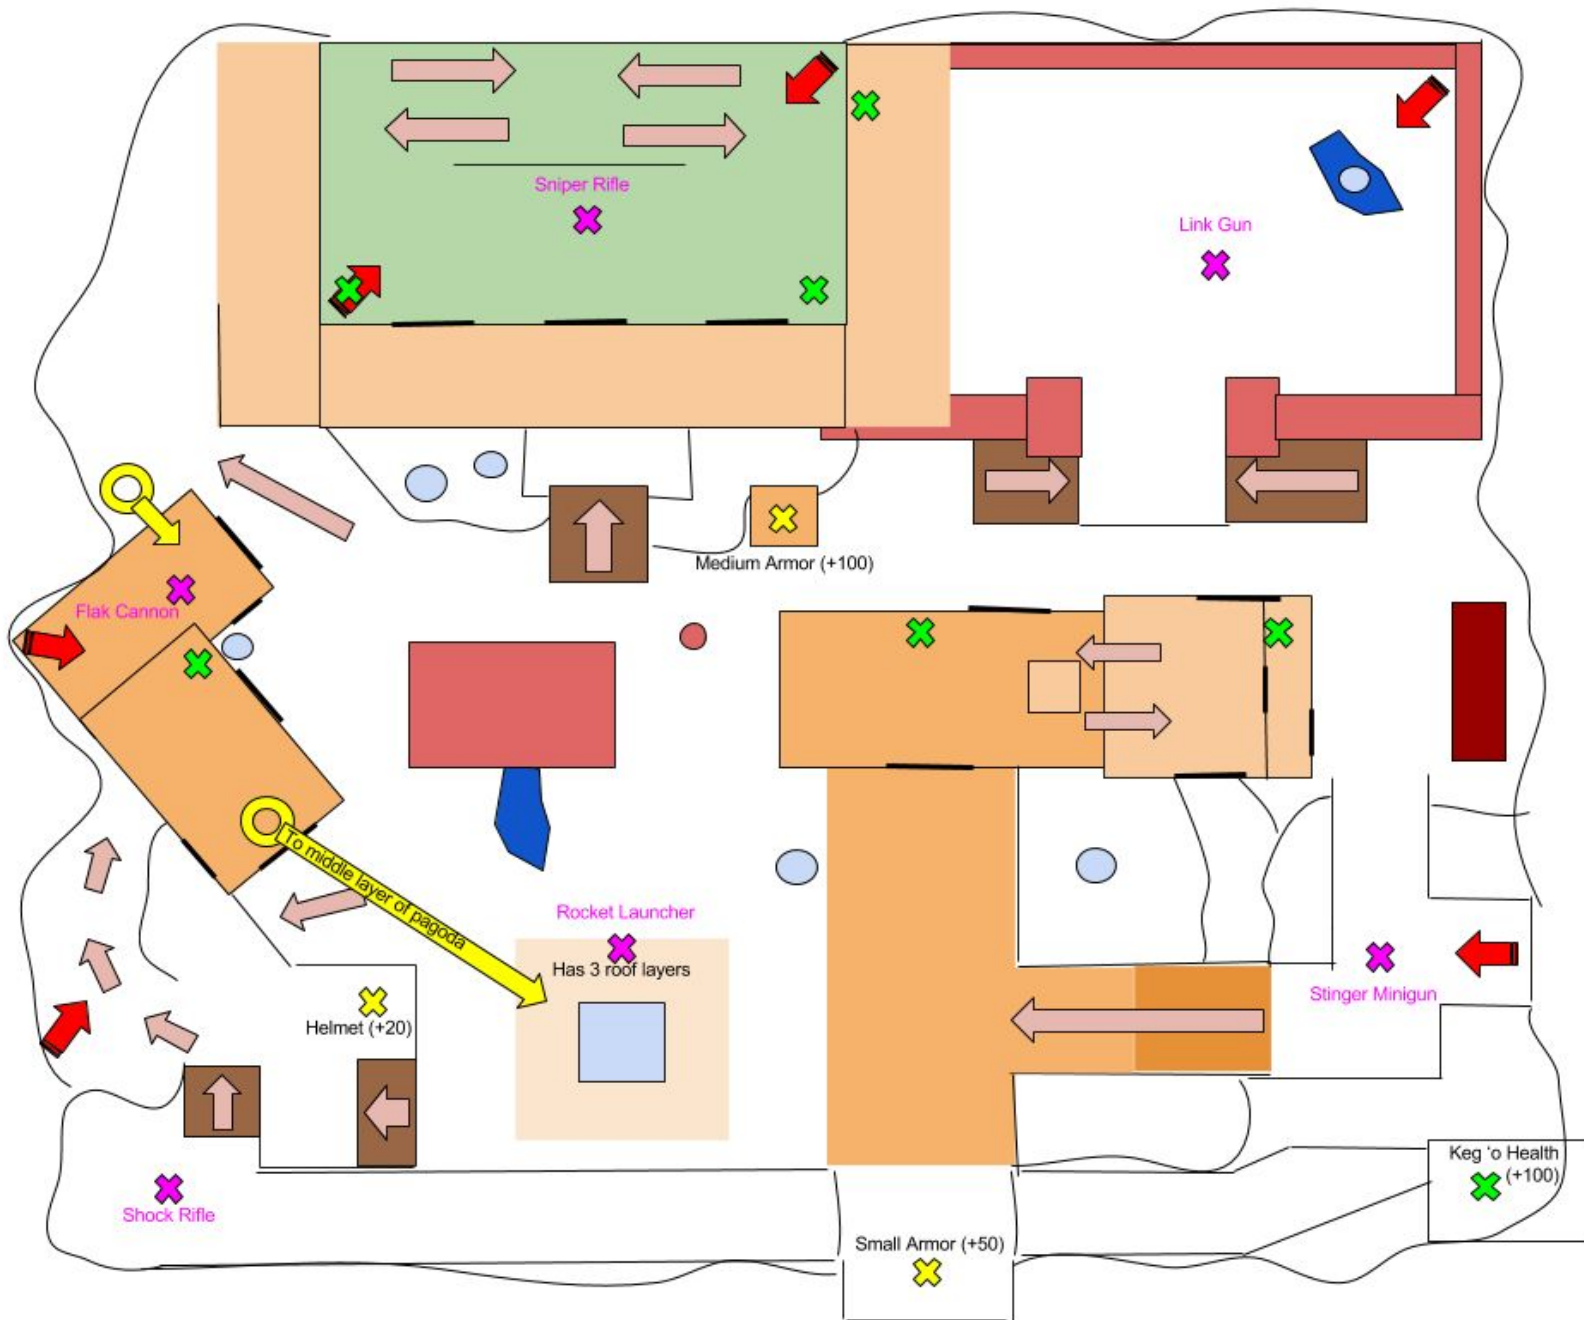 Sniper Rifle
Link Gun
Medium Armor (+100)
Flak Cannon
To middle layer of pagoda
Rocket Launcher
Has 3 roof layers
Stinger Minigun
Helmet (+20)
Keg 'o Health
(+100)
Shock Rifle
Small Armor (+50)